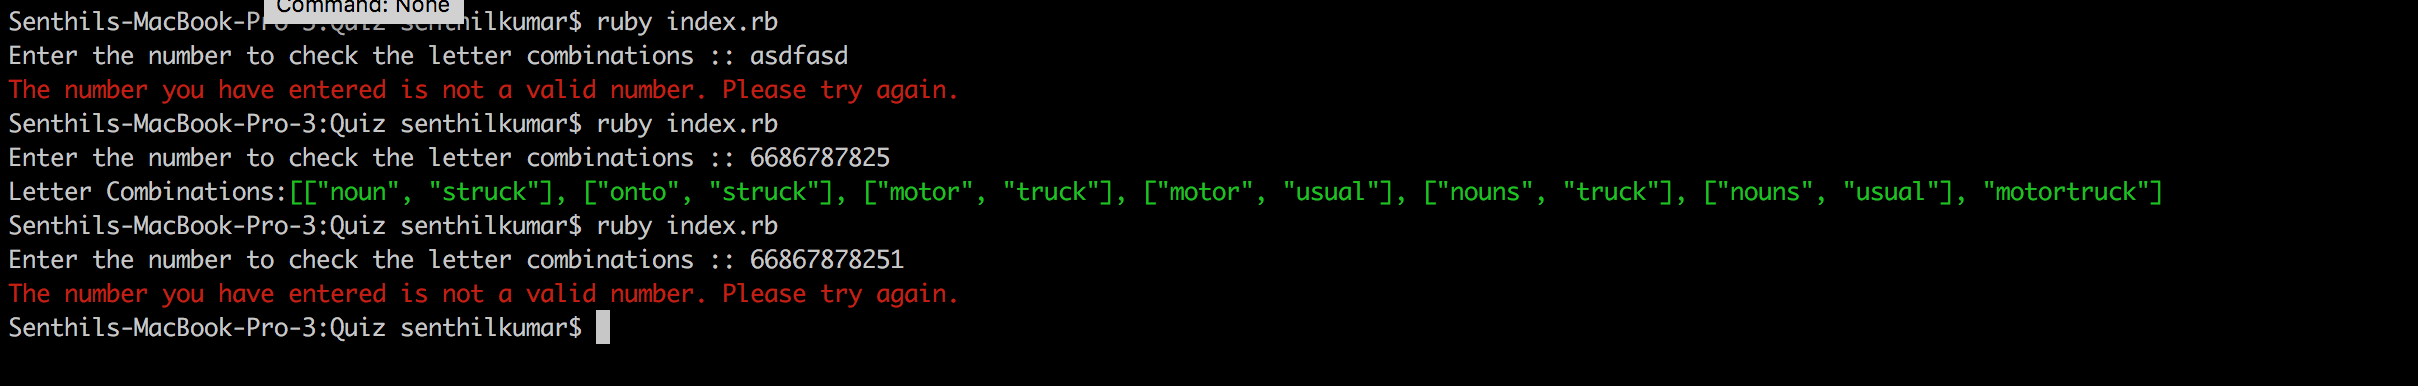 Command: None
Senthils-MacBook-Pro-3:Quiz senthilkumar$ ruby index.rb
Enter the number to check the letter combinations :: asdfasd
The number you have entered is not a valid number. Please try again.
Senthils-MacBook-Pro-3:Quiz senthilkumar$ ruby index.rb
Enter the number to check the letter combinations :: 6686787825
Letter Combinations:[["noun", "struck"], ["onto", "struck"], ["motor", "truck"], ["motor", "usual"], ["nouns", "truck"], ["nouns", "usual"], "motortruck"]
Senthils-MacBook-Pro-3:Quiz senthilkumar$ ruby index.rb
Enter the number to check the letter combinations :: 66867878251
The number you have entered is not a valid number. Please try again.
Senthils-MacBook-Pro-3:Quiz senthilkumar$